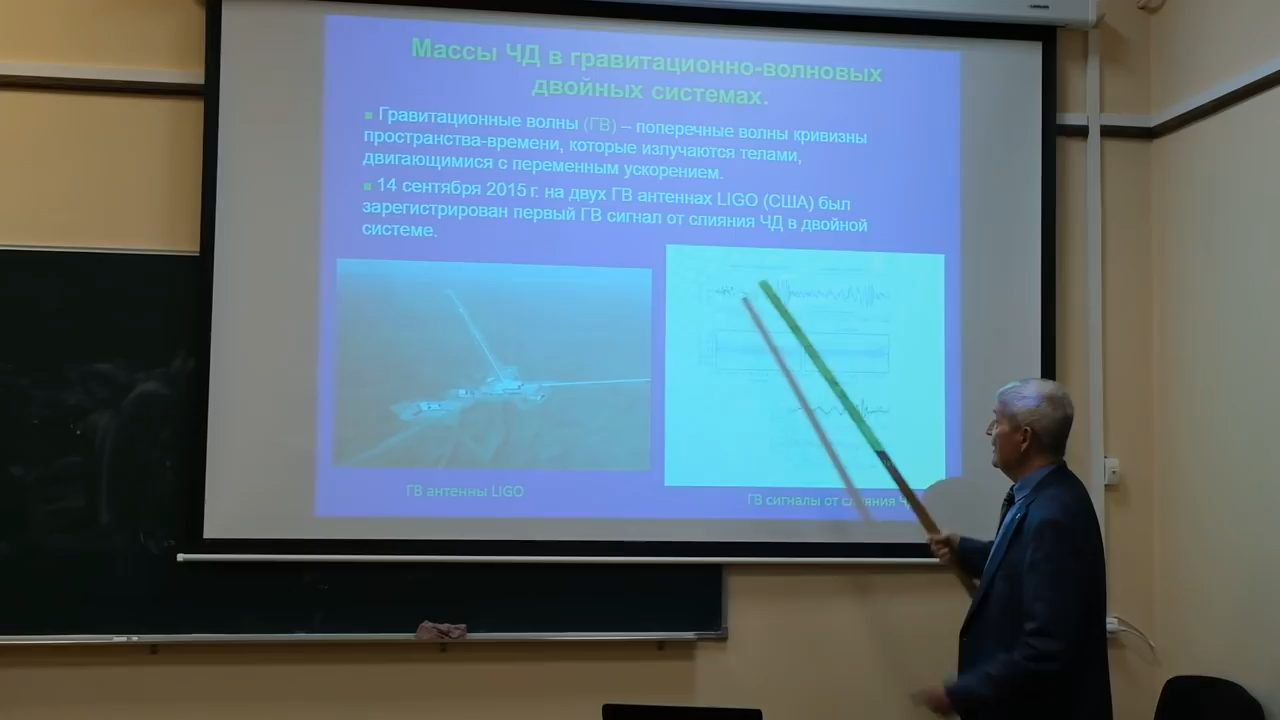 Массы ЧД в гравитационно-волновых
двойных системах.
Гравитационные волны (ГВ) – поперечные волны кривизны
пространства-времени, которые излучаются телами,
двигающимися с переменным ускорением.
14 сентября 2015 г. на двух ГВ антеннах LIGO (США) был
зарегистрирован первый ГВ сигнал от слияния ЧД в двойной
системе.
ГВ антенны LIGO
ГВ сигналы от слияния